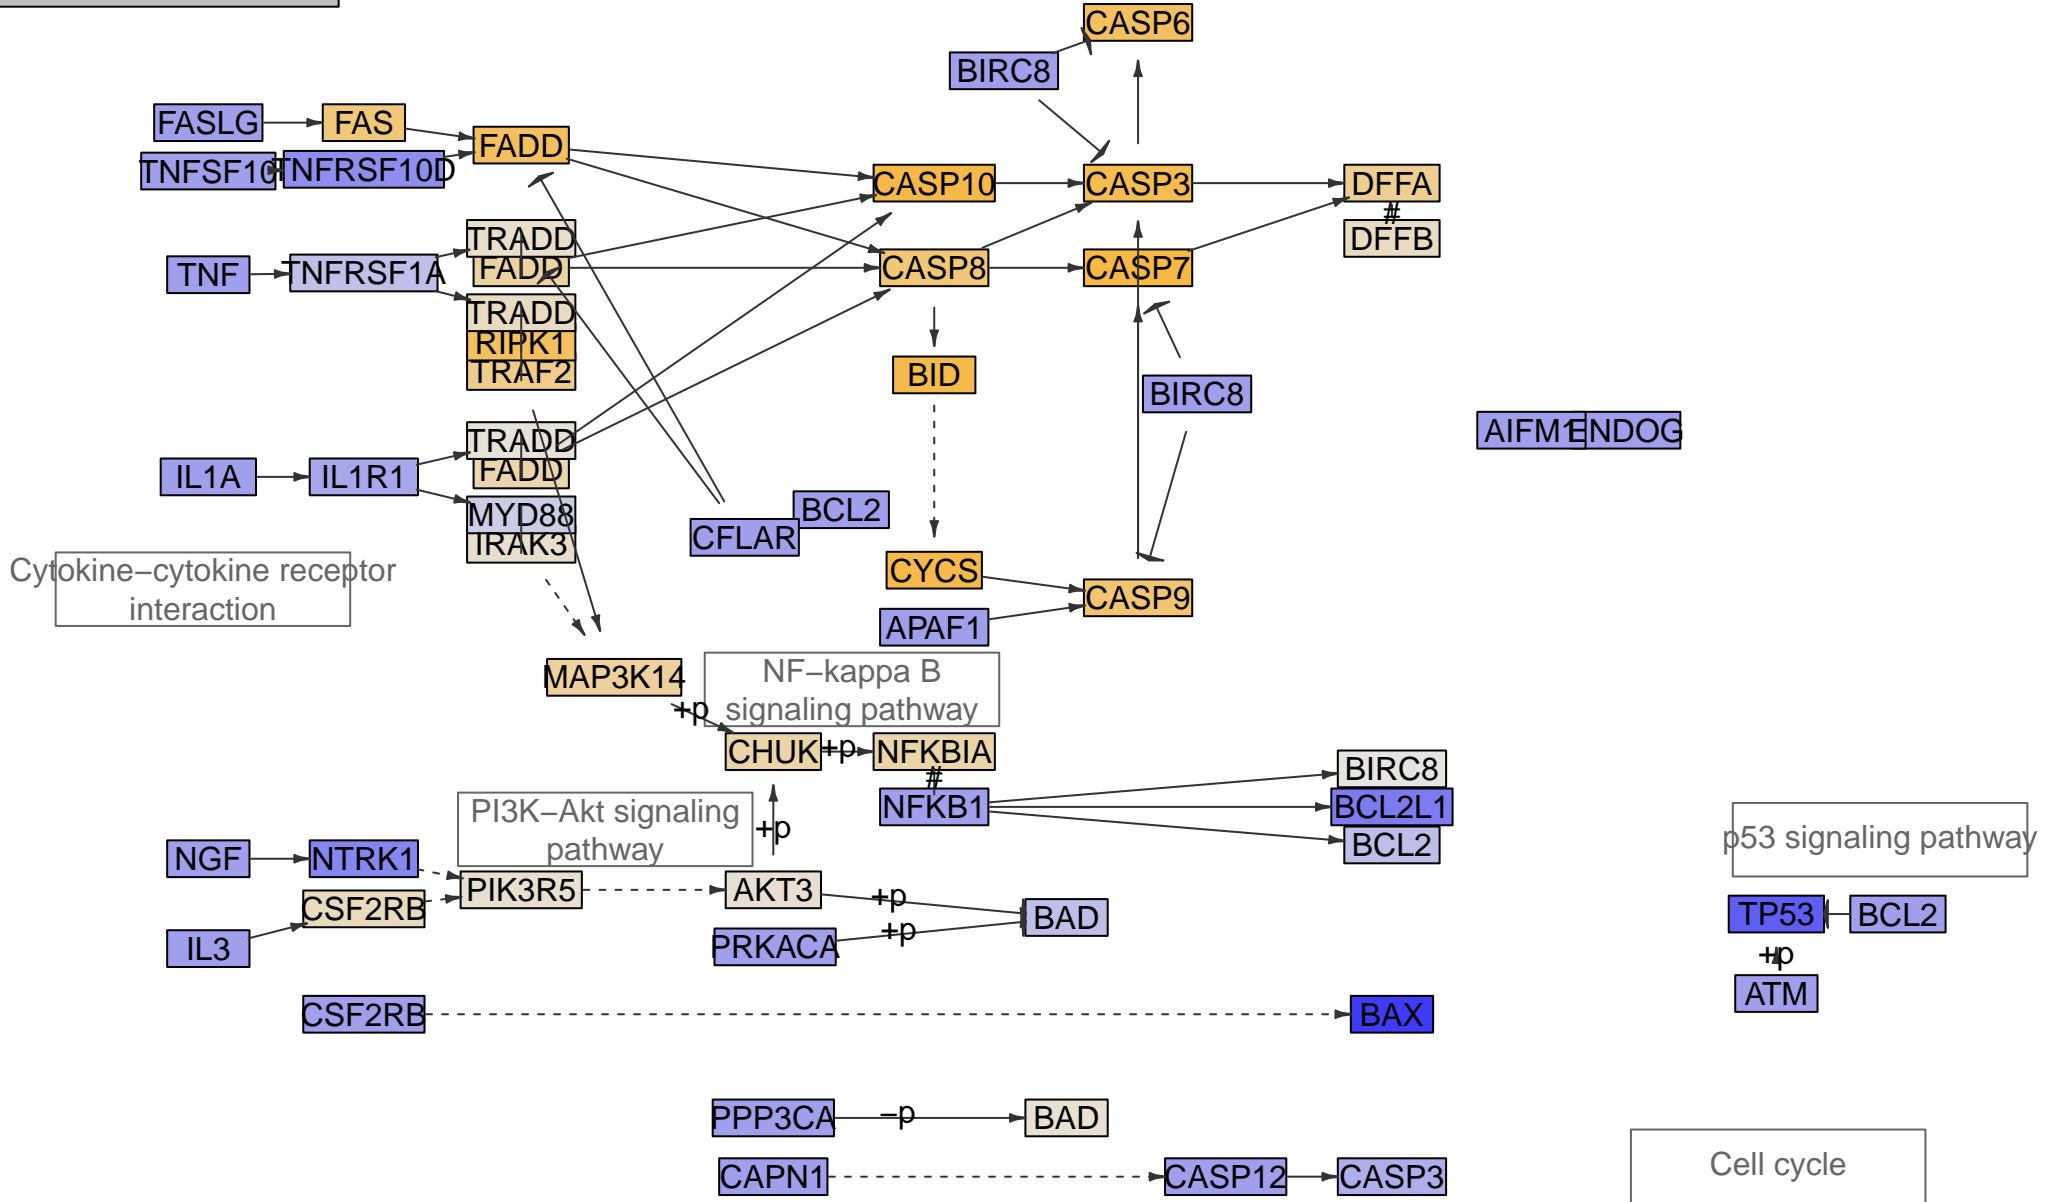 CASP6
BIRC8
FASLG
FAS
FADD
TNFSF10
TNFRSF10D
CASP10
CASP3
DFFA
#
DFFB
TRADD
FADD
TNF
TNFRSF1A
CASP8
CASP7
TRADD
RIPK1
TRAF2
BID
BIRC8
AIFM1
ENDOG
TRADD
FADD
IL1A
IL1R1
MYD88
IRAK3
BCL2
CFLAR
Cytokine–cytokine receptor
interaction
CYCS
CASP9
APAF1
MAP3K14
NF–kappa B
signaling pathway
+p
CHUK
+p
NFKBIA
#
NFKB1
BIRC8
BCL2L1
BCL2
PI3K–Akt signaling
pathway
+p
p53 signaling pathway
NGF
NTRK1
CSF2RB
PIK3R5
AKT3
+p
BAD
IL3
PRKACA
+p
TP53
BCL2
+p
ATM
CSF2RB
BAX
PPP3CA
–p
BAD
CAPN1
CASP12
CASP3
Cell cycle